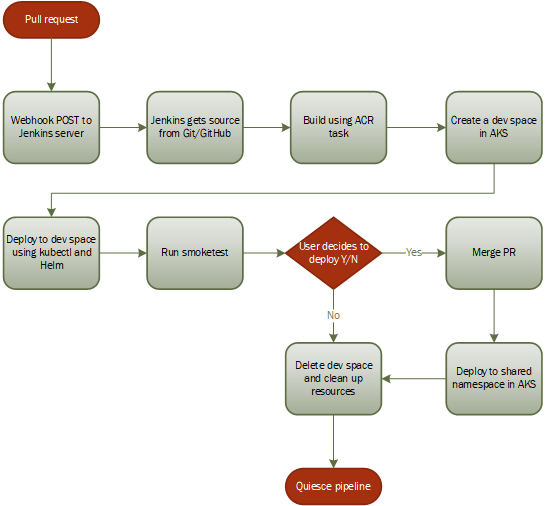 Pull request
Webhook POST to
Jenkins server
Jenkins gets source
from Git/GitHub
Build using ACR
task
Create a dev space
in AKS
Deploy to dev space
using kubectl and
Helm
Run smoketest
User decides to
deploy Y/N
Yes
Merge PR
No
Delete dev space
and clean up
resources
Deploy to shared
namespace in AKS
Quiesce pipeline